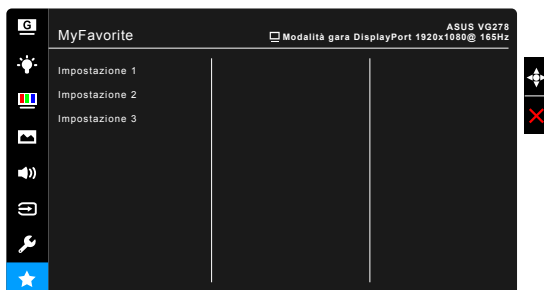 G
MyFavorite
ASUS VG278
Modalità gara DisplayPort 1920x1080@ 165Hz
Impostazione 1
Impostazione 2
Impostazione 3